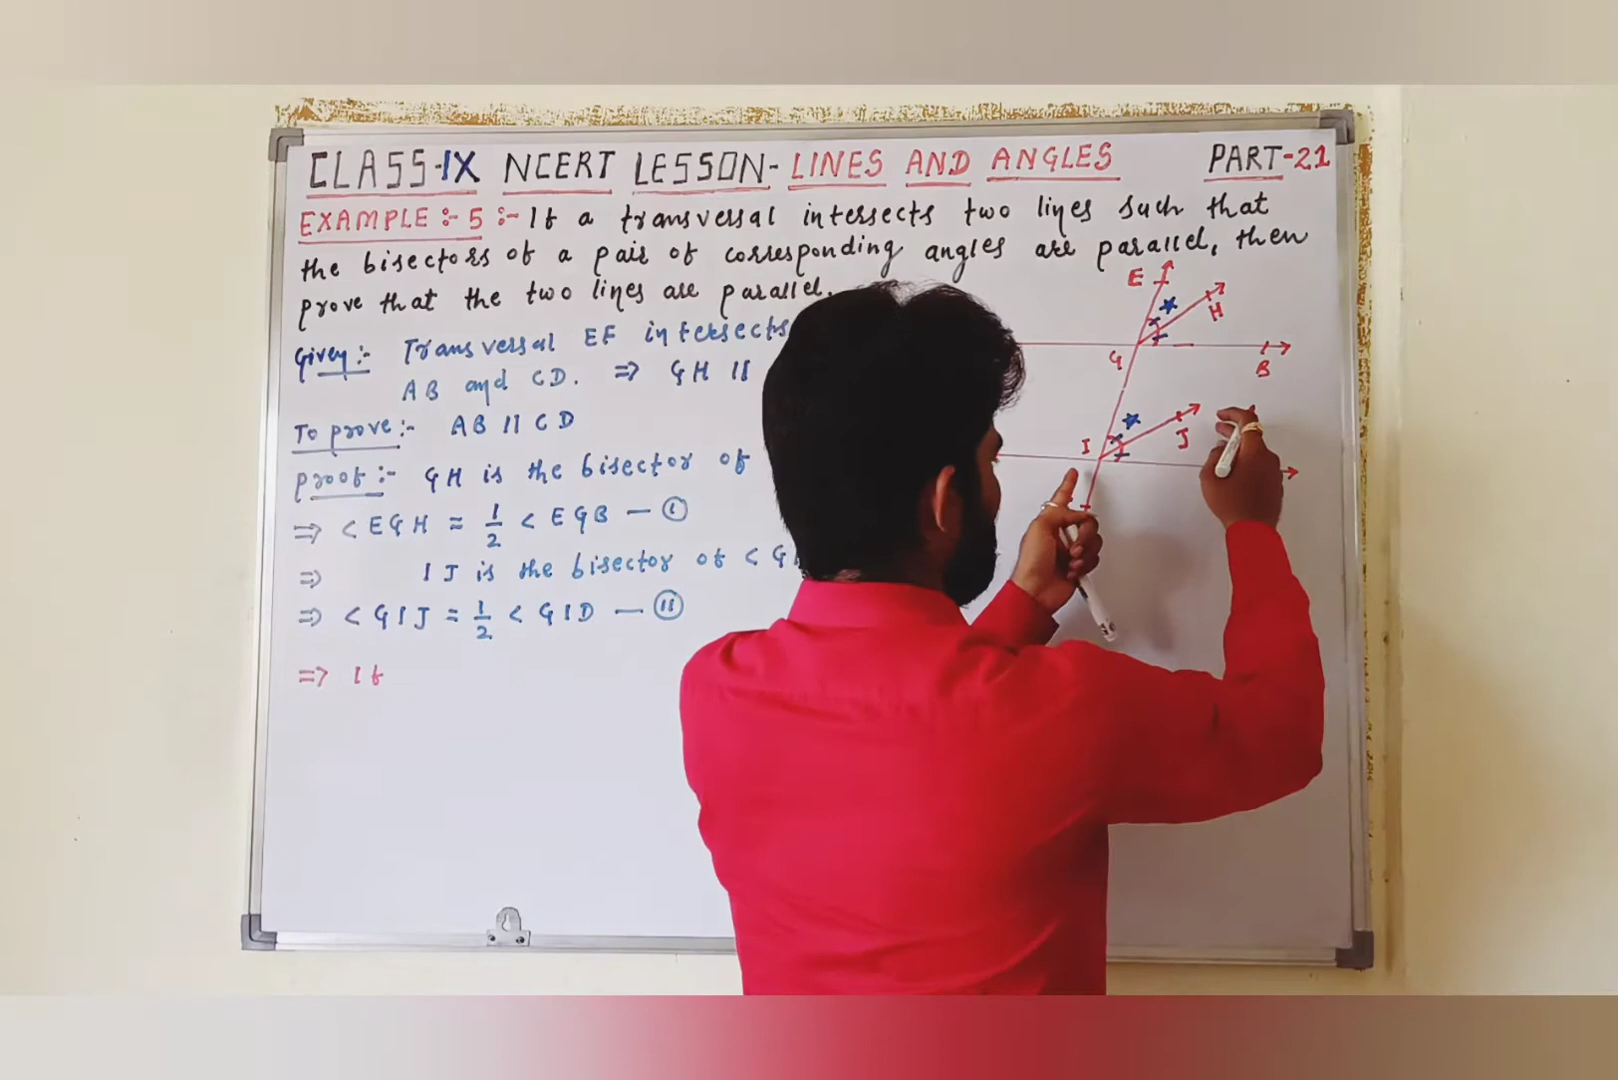 CLASS-IX NCERT LESSON- LINES AND ANGLES PART-21
EXAMPLE :- 5 :- If a transversal intersects two lines such that
the bisectors of a pair of corresponding angles are parallel, then
prove that the two lines are parallel.
Given :- Transversal EF intersects
AB and CD. ⇒ GH ||
To prove :- AB || CD
proof :- GH is the bisector of
⇒ < EGH = 1/2 < EGB — (I)
⇒ IJ is the bisector of < GI
⇒ < GIJ = 1/2 < GID — (II)
⇒ If
E
H
G
B
I
J